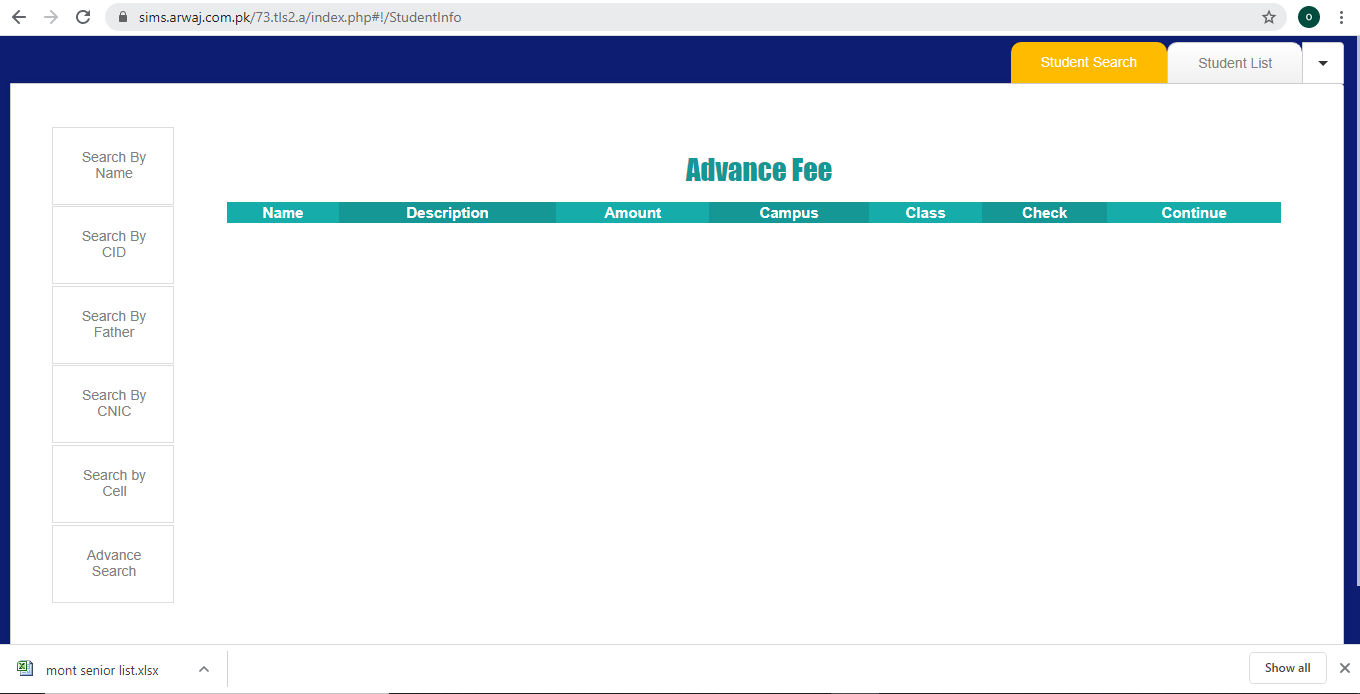 sims.arwaj.com.pk/73.tls2.a/index.php#!/StudentInfo
o
Student Search
Student List
Search By
Name
Search By
CID
Search By
Father
Search By
CNIC
Search by
Cell
Advance
Search
Advance Fee
Name Description Amount Campus Class Check Continue
mont senior list.xlsx
Show all